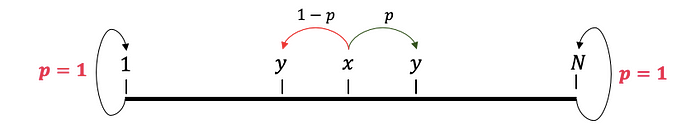 1 − p p
p = 1 1 y x y N p = 1